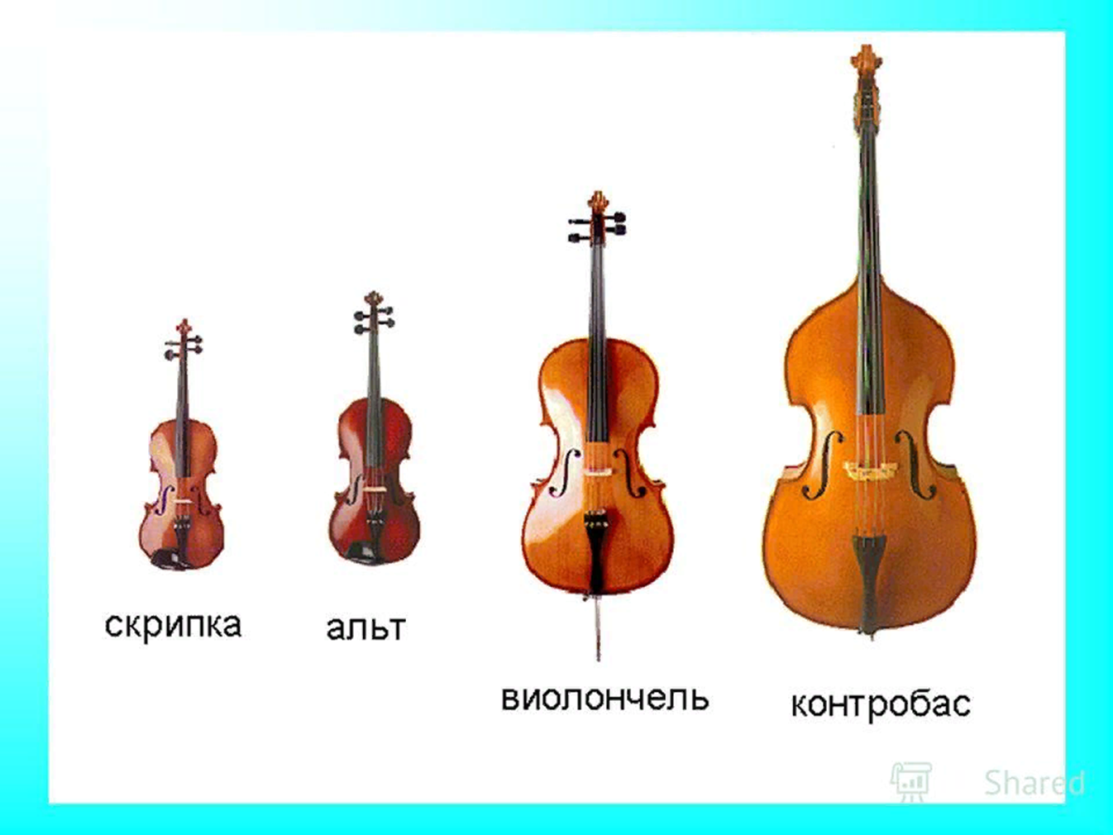 скрипка
альт
виолончель
контробас
Shared